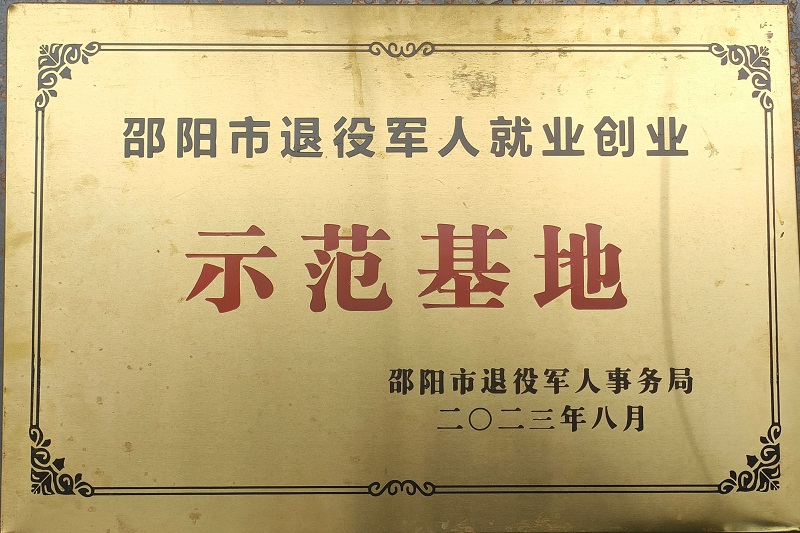 邵阳市退役军人就业创业
示范基地
邵阳市退役军人事务局
二〇二三年八月